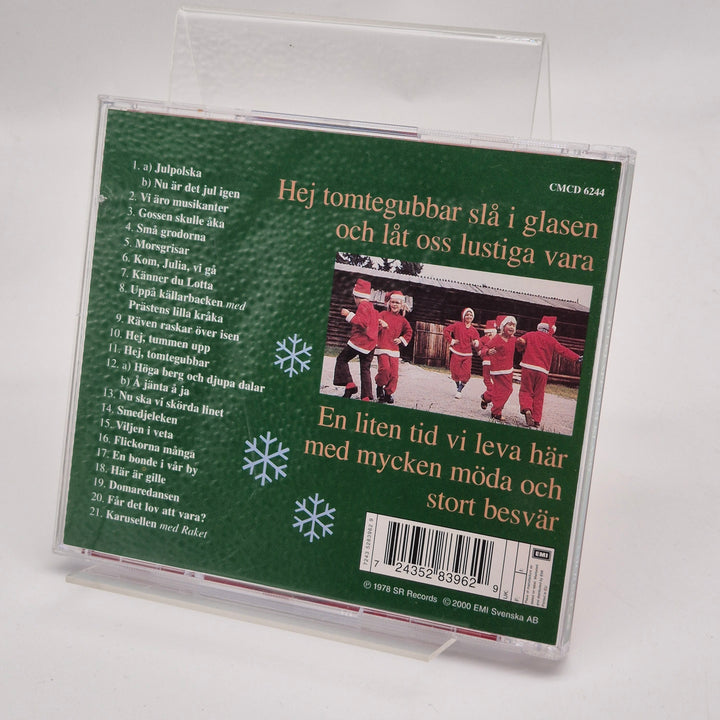 1. a) Julpolska
b) Nu är det jul igen
2. Vi äro musikanter
3. Gossen skulle åka
4. Små grodorna
5. Morsgrisar
6. Kom, Julia, vi gå
7. Känner du Lotta
8. Uppå källarbacken med
Prästens lilla kråka
9. Räven raskar över isen
10. Hej, tummen upp
11. Hej, tomtegubbar
12. a) Höga berg och djupa dalar
b) Å jänta å ja
13. Nu ska vi skörda linet
14. Smedjeleken
15. Viljen i veta
16. Flickorna många
17. En bonde i vår by
18. Här är gille
19. Domaredansen
20. Får det lov att vara?
21. Karusellen med Raket
CMCD 6244
Hej tomtegubbar slå i glasen
och låt oss lustiga vara
En liten tid vi leva här
med mycken möda och
stort besvär
7243 5283962 9
7 24352 83962 9
UK:
EMI
℗ 1978 SR Records © 2000 EMI Svenska AB